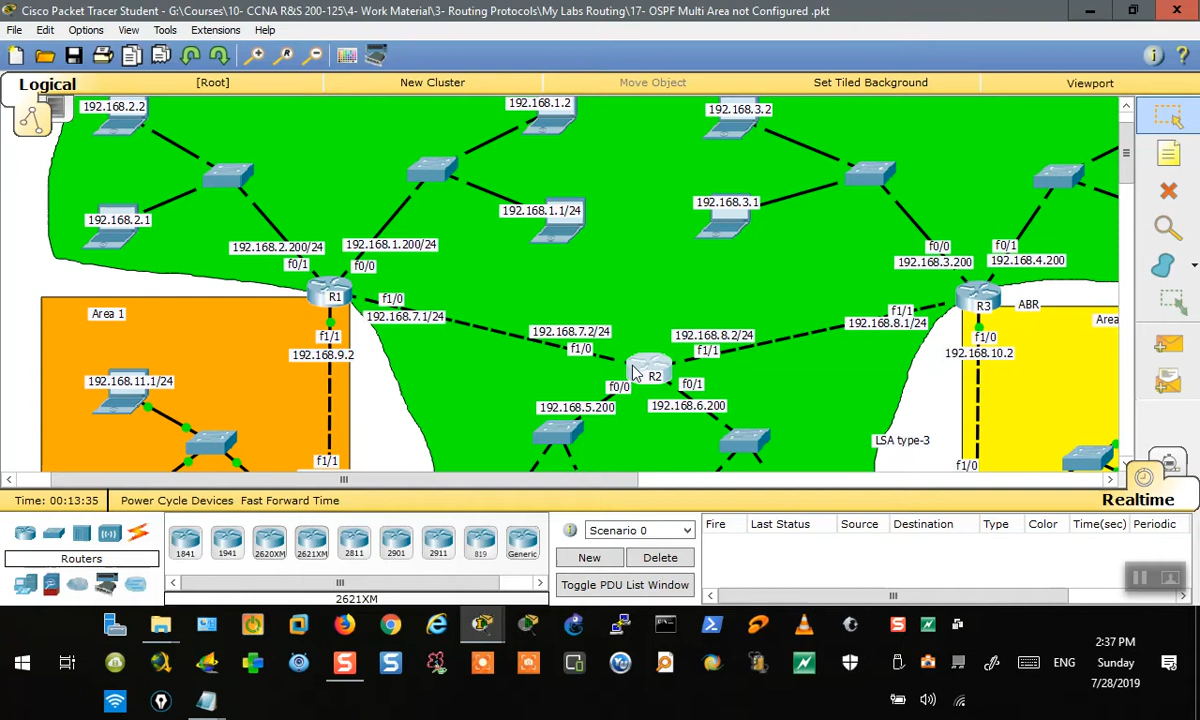 Cisco Packet Tracer Student - G:\Courses\10- CCNA R&S 200-125\4- Work Material\3- Routing Protocols\My Labs Routing\17- OSPF Multi Area not Configured .pkt
File Edit Options View Tools Extensions Help
Logical [Root] New Cluster Move Object Set Tiled Background Viewport
192.168.2.2
192.168.1.2
192.168.3.2
192.168.2.1
192.168.1.1/24
192.168.3.1
192.168.2.200/24
192.168.1.200/24
f0/1
f0/0
f0/0
f0/1
192.168.3.200
192.168.4.200
R1
f1/0
192.168.7.1/24
R3
ABR
f1/1
192.168.8.1/24
Area 1
Area
f1/1
192.168.9.2
192.168.7.2/24
f1/0
192.168.8.2/24
f1/1
f1/0
192.168.10.2
R2
f0/0
f0/1
192.168.11.1/24
192.168.5.200
192.168.6.200
LSA type-3
f1/1
f1/0
Time: 00:13:35 Power Cycle Devices Fast Forward Time
Realtime
Routers
1841 1941 2620XM 2621XM 2811 2901 2911 819 Generic
2621XM
Scenario 0
New Delete
Toggle PDU List Window
Fire Last Status Source Destination Type Color Time(sec) Periodic
2:37 PM
ENG Sunday
7/28/2019